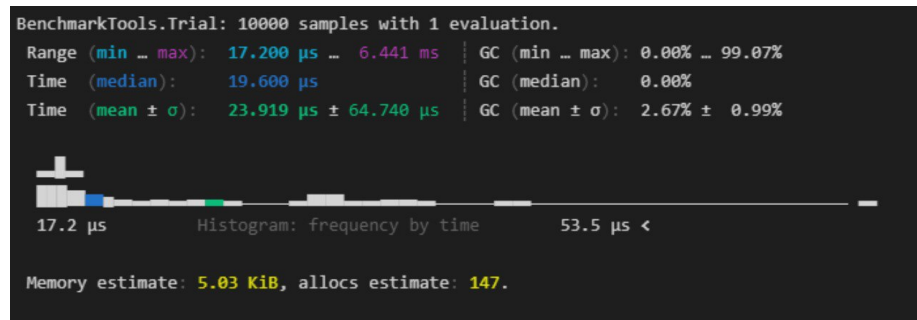 BenchmarkTools.Trial: 10000 samples with 1 evaluation.
Range (min … max): 17.200 μs … 6.441 ms ┊ GC (min … max): 0.00% … 99.07%
Time (median): 19.600 μs ┊ GC (median): 0.00%
Time (mean ± σ): 23.919 μs ± 64.740 μs ┊ GC (mean ± σ): 2.67% ± 0.99%
17.2 μs Histogram: frequency by time 53.5 μs <
Memory estimate: 5.03 KiB, allocs estimate: 147.